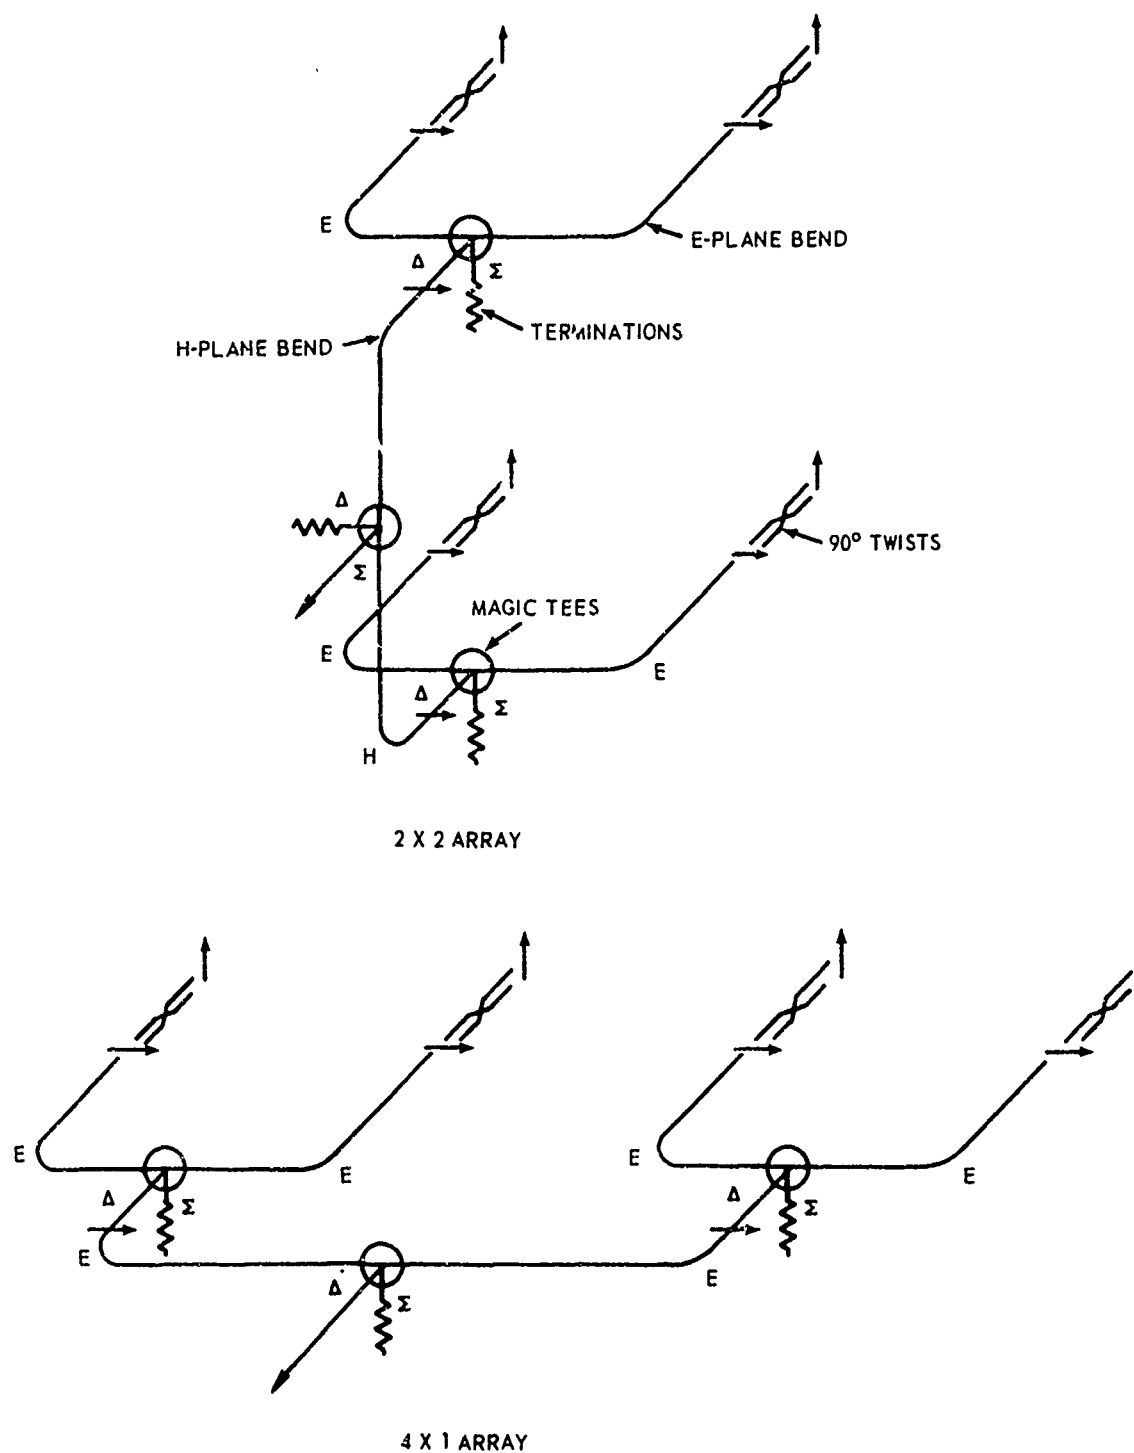 E
E-PLANE BEND
Δ
Σ
TERMINATIONS
H-PLANE BEND
Δ
90° TWISTS
Σ
MAGIC TEES
E
E
Δ
Σ
H
2 X 2 ARRAY
E
E
E
E
Δ
Σ
Δ
Σ
E
E
Δ
Σ
4 X 1 ARRAY